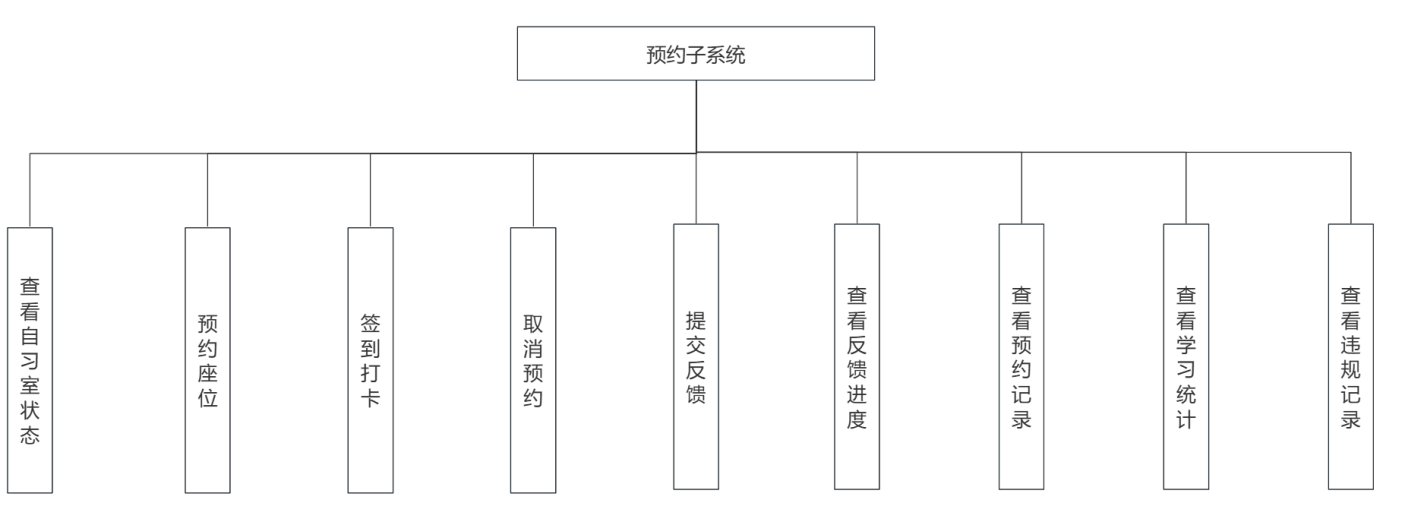 预约子系统
查看自习室状态
预约座位
签到打卡
取消预约
提交反馈
查看反馈进度
查看预约记录
查看学习统计
查看违规记录